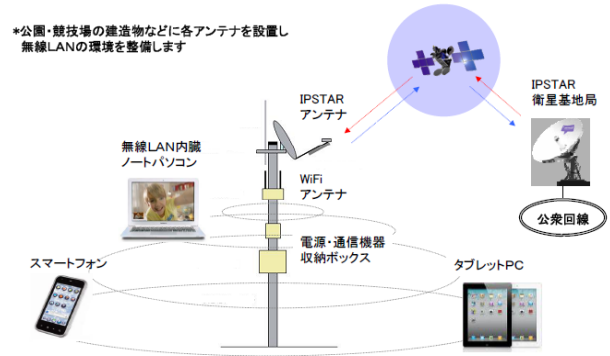 *公園・競技場の建造物などに各アンテナを設置し
無線LANの環境を整備します
IPSTAR
アンテナ
IPSTAR
衛星基地局
無線LAN内臓
ノートパソコン
WiFi
アンテナ
公衆回線
電源・通信機器
収納ボックス
スマートフォン
タブレットPC